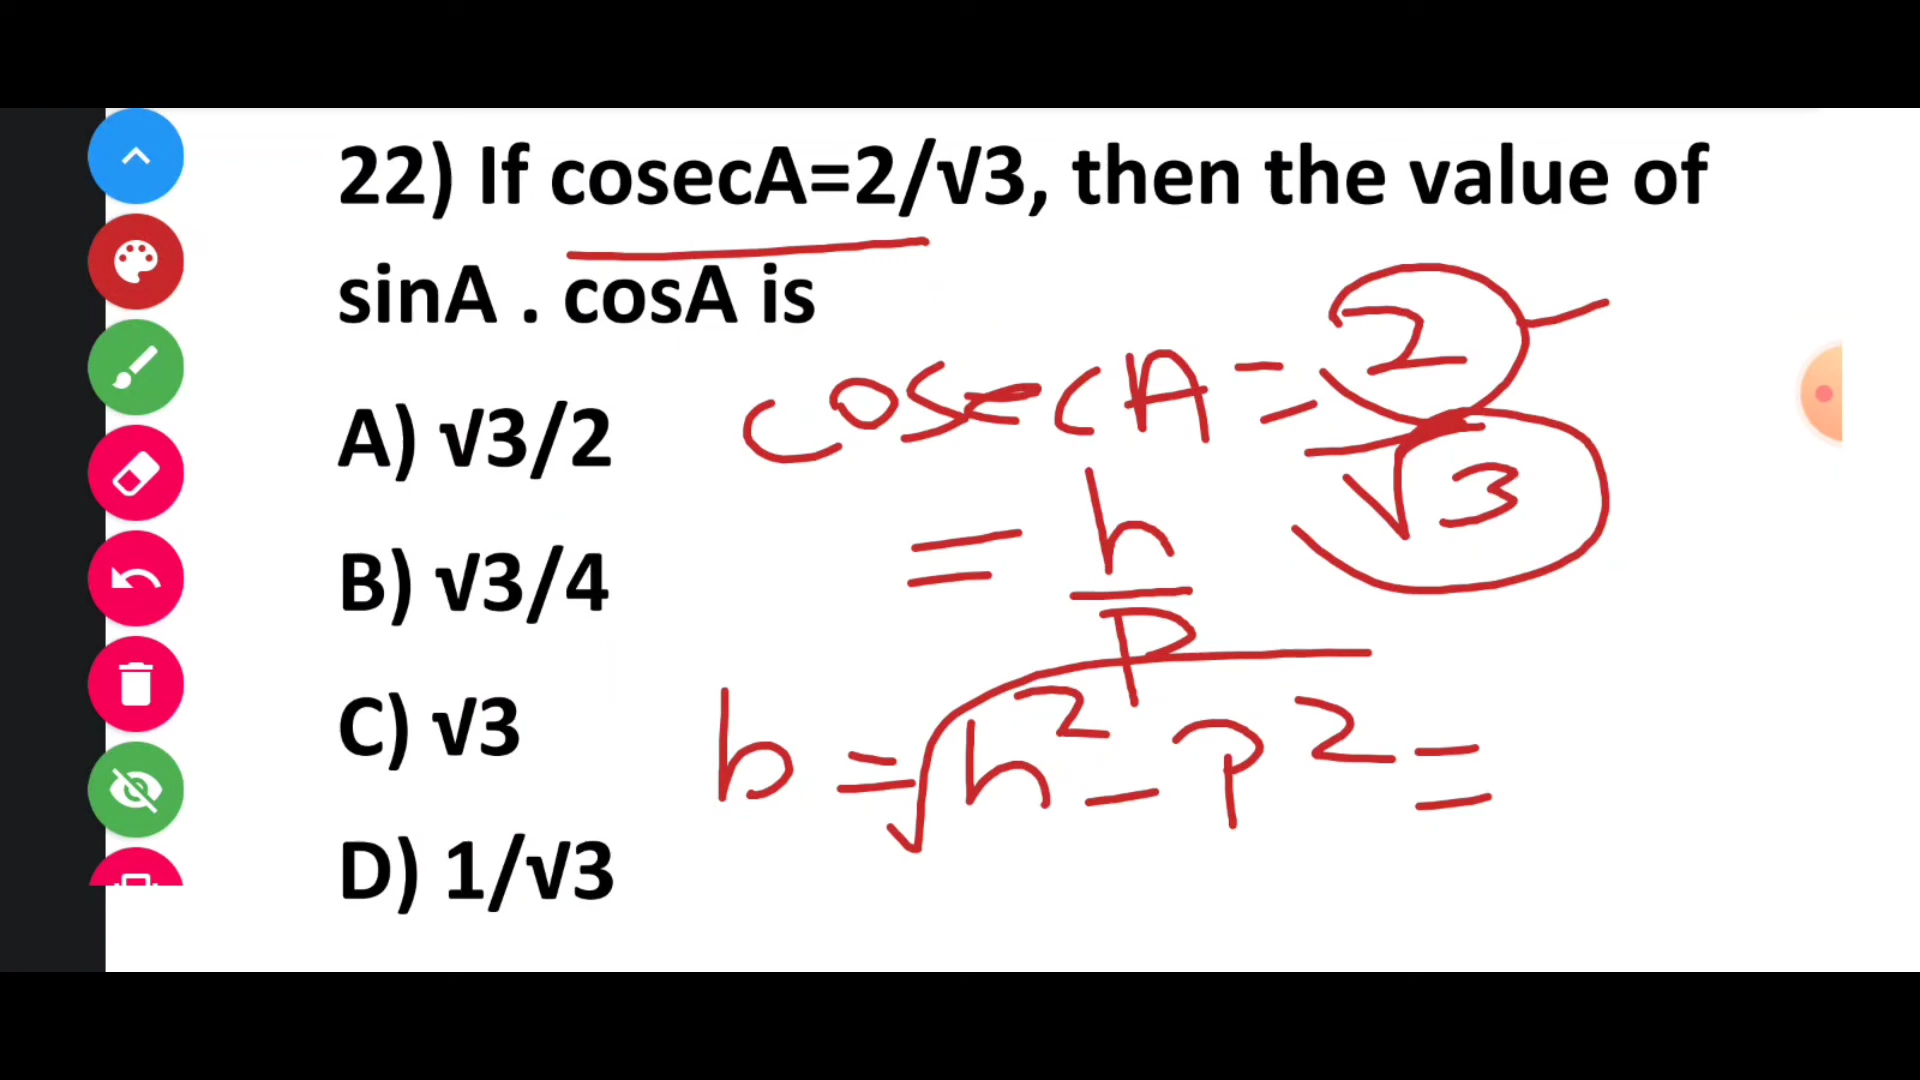 22) If cosecA=2/√3, then the value of
sinA . cosA is
A) √3/2
B) √3/4
C) √3
D) 1/√3
cosecA = 2/√3
= h/P
b = √h² - p² =